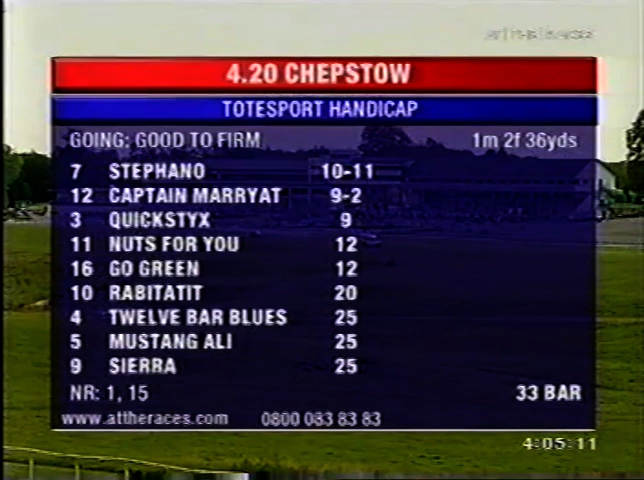 attheraces
4.20 CHEPSTOW
TOTESPORT HANDICAP
GOING: GOOD TO FIRM 1m 2f 36yds
7 STEPHANO 10-11
12 CAPTAIN MARRYAT 9-2
3 QUICKSTYX 9
11 NUTS FOR YOU 12
16 GO GREEN 12
10 RABITATIT 20
4 TWELVE BAR BLUES 25
5 MUSTANG ALI 25
9 SIERRA 25
NR: 1, 15 33 BAR
www.attheraces.com 0800 083 83 83
4:05:11